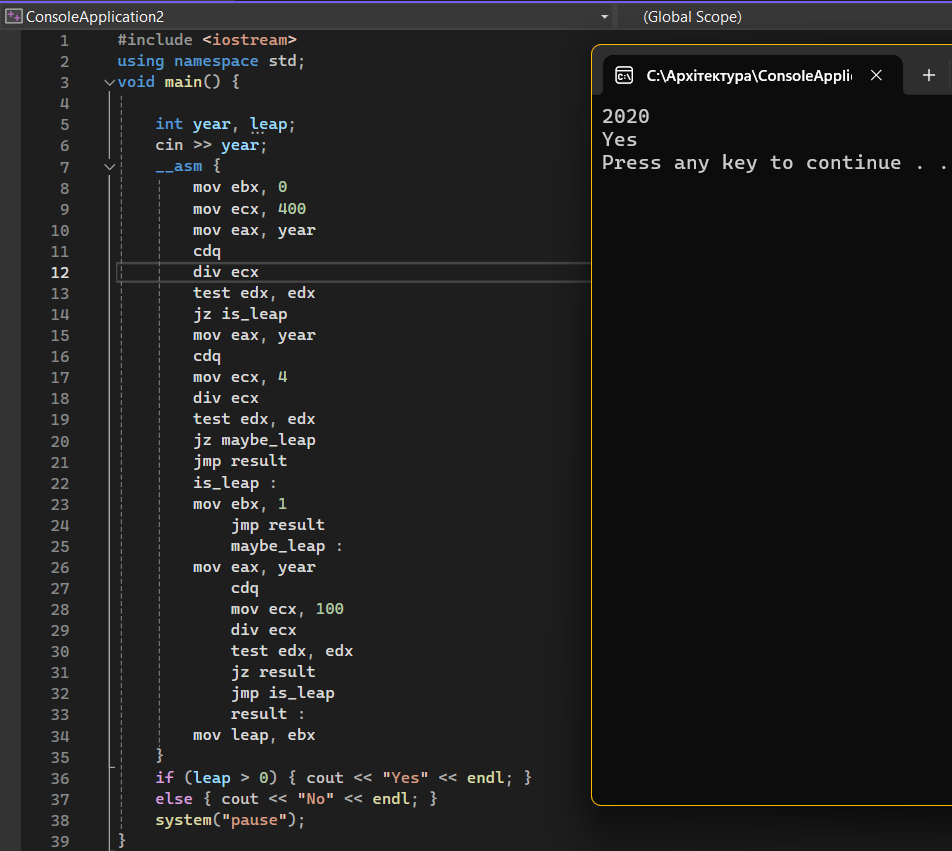 ConsoleApplication2 (Global Scope)
1 #include <iostream>
2 using namespace std;
3 void main() {
4
5 int year, leap;
6 cin >> year;
7 __asm {
8 mov ebx, 0
9 mov ecx, 400
10 mov eax, year
11 cdq
12 div ecx
13 test edx, edx
14 jz is_leap
15 mov eax, year
16 cdq
17 mov ecx, 4
18 div ecx
19 test edx, edx
20 jz maybe_leap
21 jmp result
22 is_leap :
23 mov ebx, 1
24 jmp result
25 maybe_leap :
26 mov eax, year
27 cdq
28 mov ecx, 100
29 div ecx
30 test edx, edx
31 jz result
32 jmp is_leap
33 result :
34 mov leap, ebx
35 }
36 if (leap > 0) { cout << "Yes" << endl; }
37 else { cout << "No" << endl; }
38 system("pause");
39 }
C:\Архітектура\ConsoleAppli
2020
Yes
Press any key to continue . .